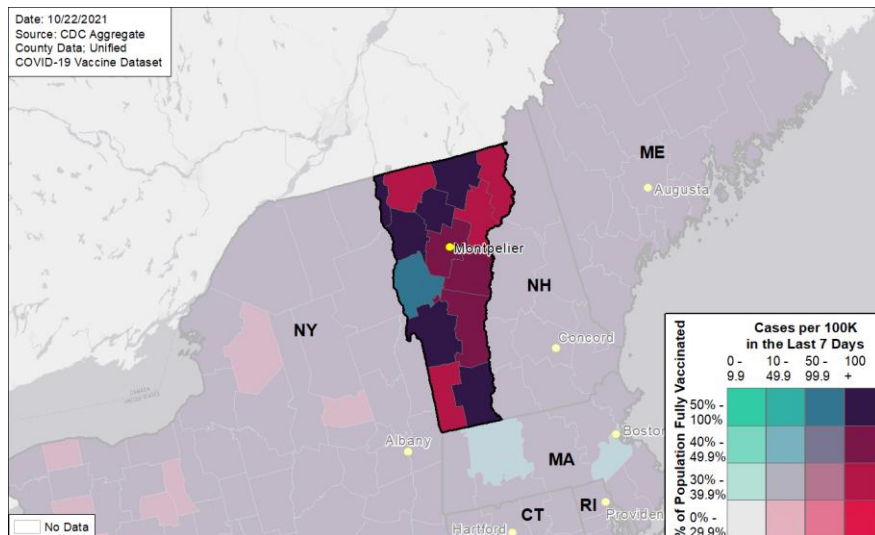 Date: 10/22/2021
Source: CDC Aggregate
County Data; Unified
COVID-19 Vaccine Dataset
ME
Augusta
Montpelier
NH
NY
Concord
CANADA
UNITED STATES
Albany
Boston
MA
CT
RI
Providen
Hartford
No Data
Cases per 100K
in the Last 7 Days
0 - 9.9
10 - 49.9
50 - 99.9
100 +
% of Population Fully Vaccinated
50% - 100%
40% - 49.9%
30% - 39.9%
0% - 29.9%